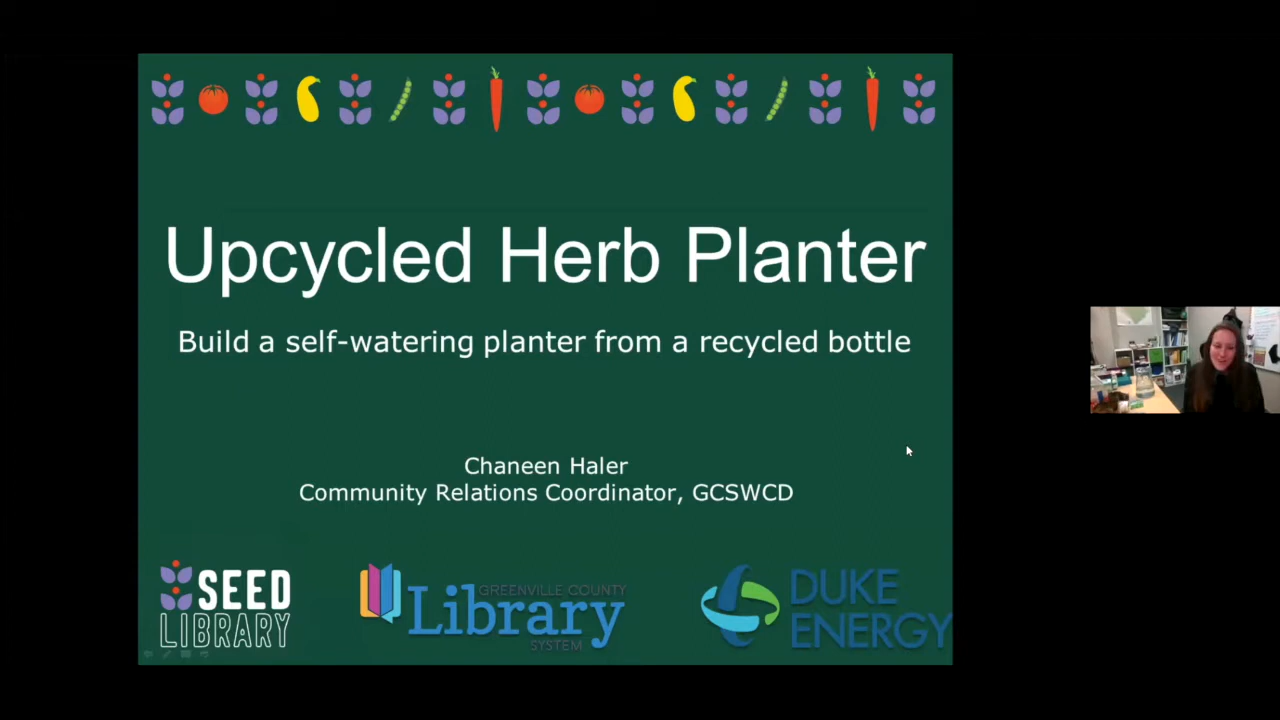 Upcycled Herb Planter
Build a self-watering planter from a recycled bottle
Chaneen Haler
Community Relations Coordinator, GCSWCD
SEED
LIBRARY
GREENVILLE COUNTY
Library
SYSTEM
DUKE
ENERGY